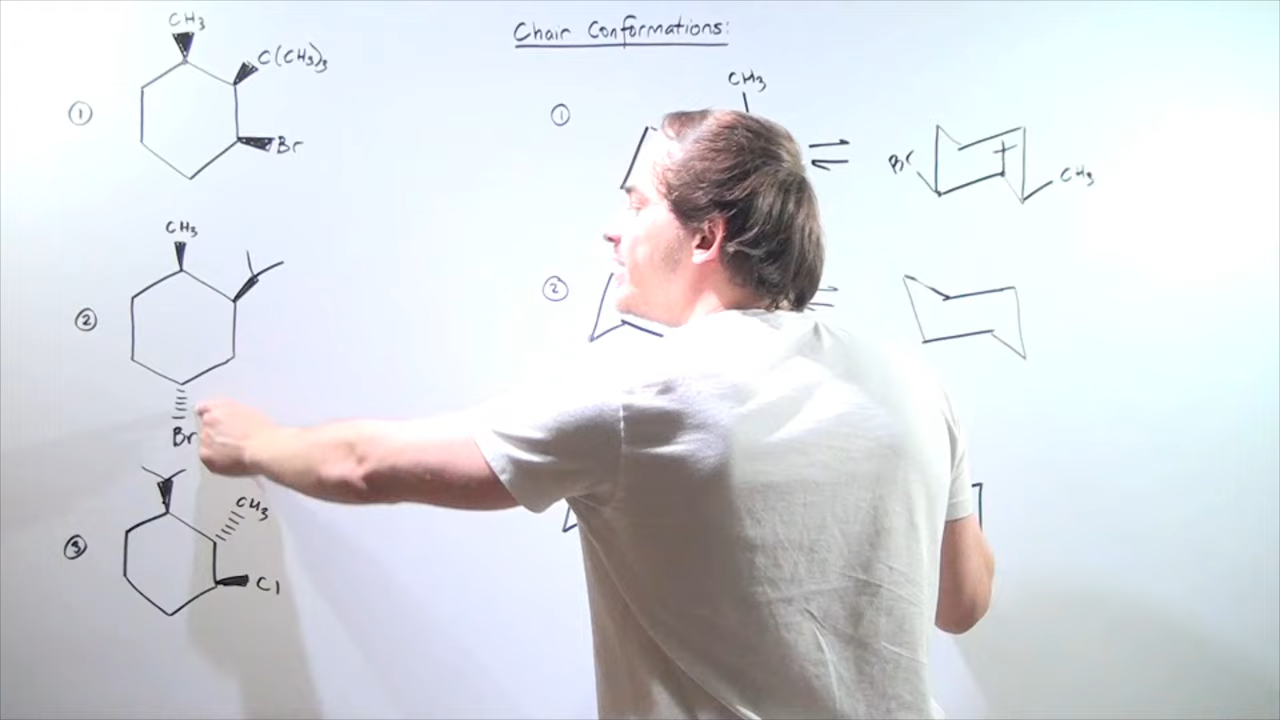 Chair Conformations:
①
CH3
C(CH3)3
Br
①
CH3
Br
CH3
②
CH3
Br
②
③
CH3
Cl